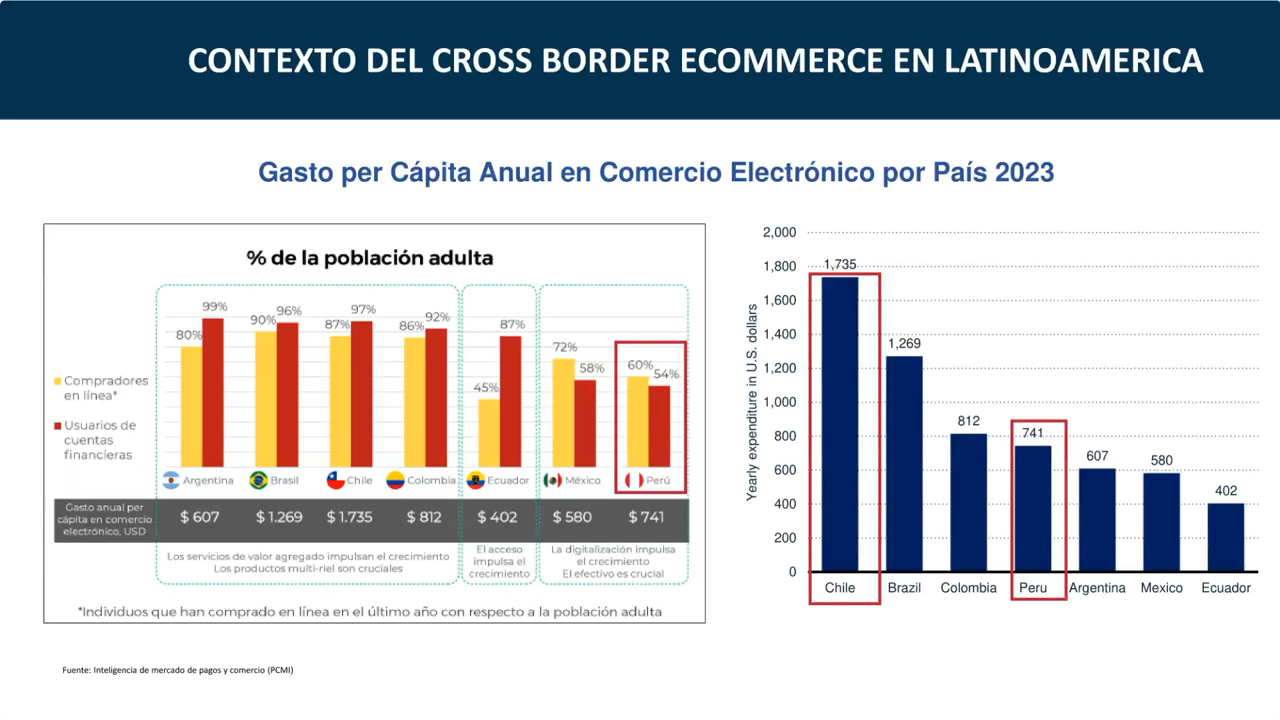 CONTEXTO DEL CROSS BORDER ECOMMERCE EN LATINOAMERICA
Gasto per Cápita Anual en Comercio Electrónico por País 2023
% de la población adulta
Compradores
en línea*
Usuarios de
cuentas
financieras
80%
99%
90%
96%
87%
97%
86%
92%
45%
87%
72%
58%
60%
54%
Argentina
Brasil
Chile
Colombia
Ecuador
México
Perú
Gasto anual per
cápita en comercio
electrónico, USD
$ 607
$ 1.269
$ 1.735
$ 812
$ 402
$ 580
$ 741
Los servicios de valor agregado impulsan el crecimiento
Los productos multi-riel son cruciales
El acceso
impulsa el
crecimiento
La digitalización impulsa
el crecimiento
El efectivo es crucial
*Individuos que han comprado en línea en el último año con respecto a la población adulta
Yearly expenditure in U.S. dollars
2,000
1,800
1,600
1,400
1,200
1,000
800
600
400
200
0
1,735
1,269
812
741
607
580
402
Chile
Brazil
Colombia
Peru
Argentina
Mexico
Ecuador
Fuente: Inteligencia de mercado de pagos y comercio (PCMI)